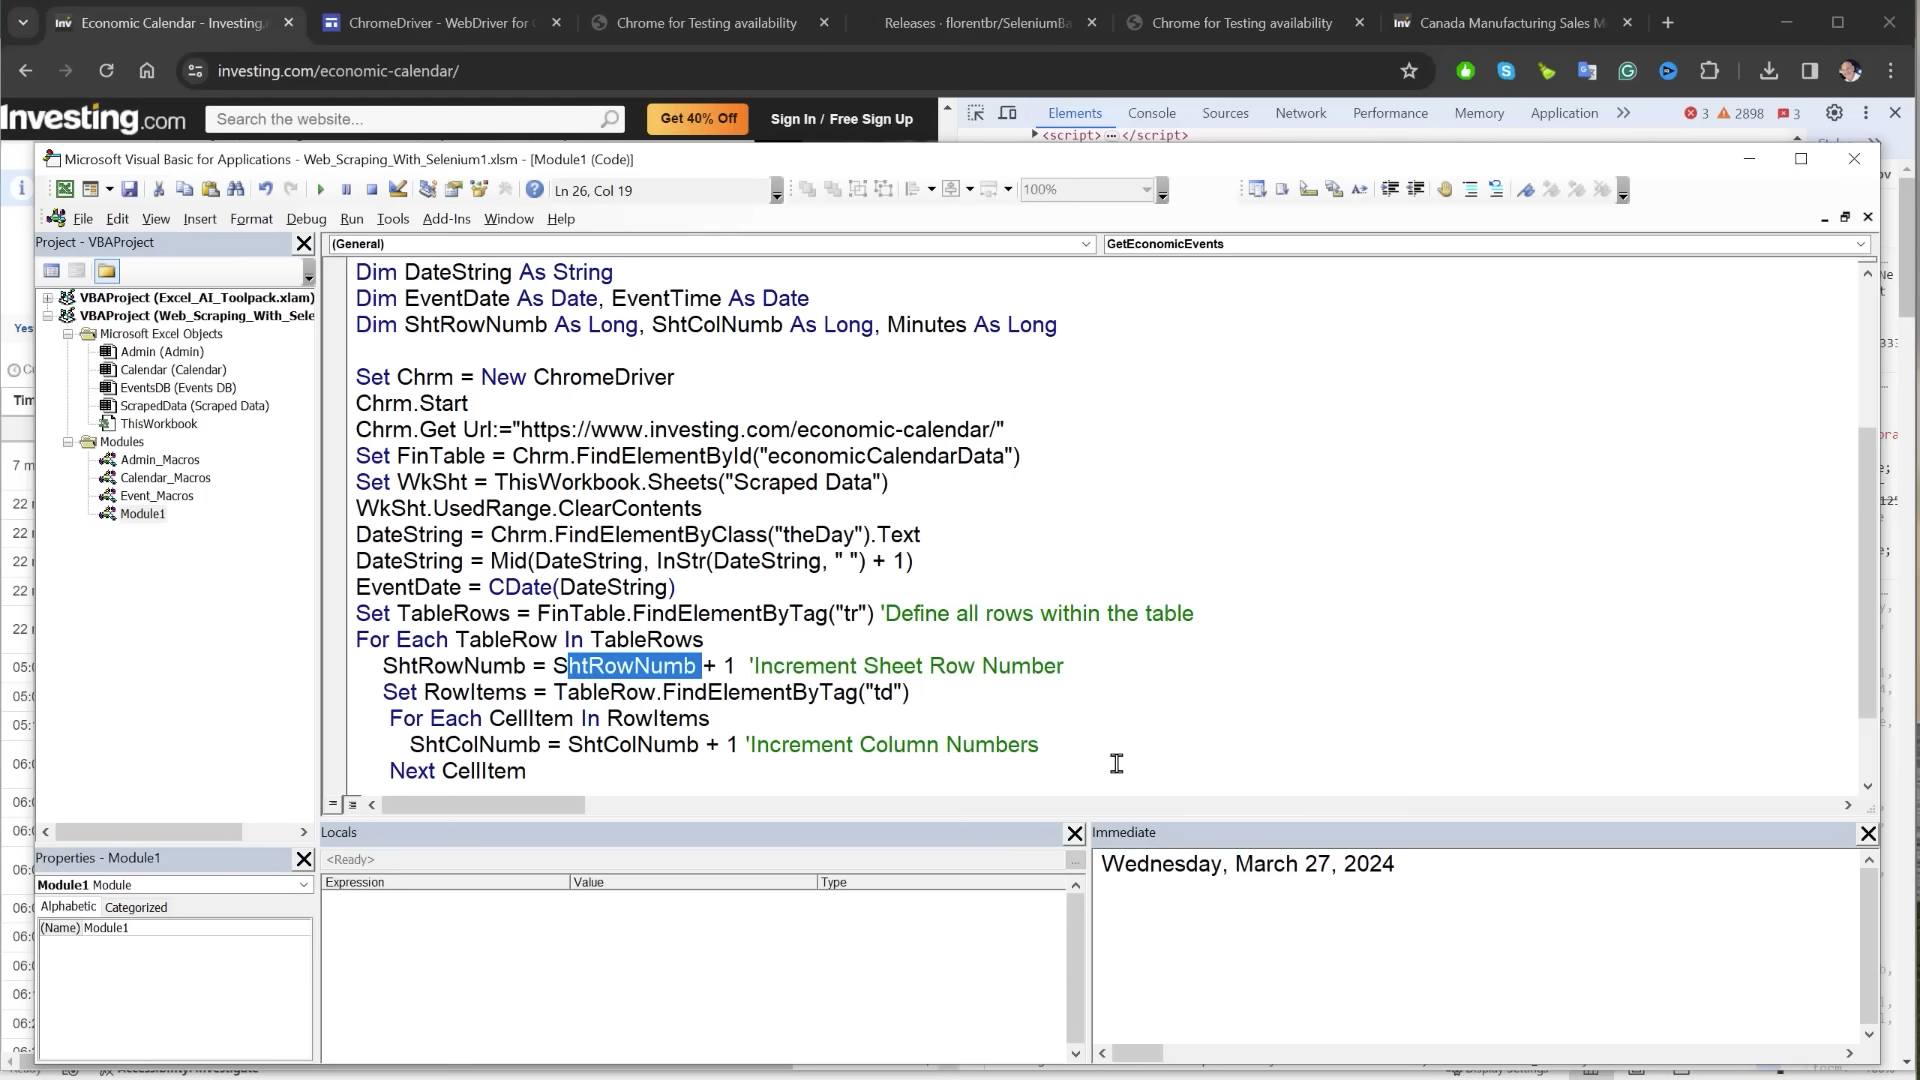 Economic Calendar - Investing.
ChromeDriver - WebDriver for
Chrome for Testing availability
Releases · florentbr/SeleniumBa
Chrome for Testing availability
Canada Manufacturing Sales M
investing.com/economic-calendar/
Investing.com
Search the website...
Get 40% Off
Sign In / Free Sign Up
Elements
Console
Sources
Network
Performance
Memory
Application
3
2898
3
<script> … </script>
Microsoft Visual Basic for Applications - Web_Scraping_With_Selenium1.xlsm - [Module1 (Code)]
Ln 26, Col 19
100%
File Edit View Insert Format Debug Run Tools Add-Ins Window Help
Project - VBAProject
VBAProject (Excel_AI_Toolpack.xlam)
VBAProject (Web_Scraping_With_Sele
Microsoft Excel Objects
Admin (Admin)
Calendar (Calendar)
EventsDB (Events DB)
ScrapedData (Scraped Data)
ThisWorkbook
Modules
Admin_Macros
Calendar_Macros
Event_Macros
Module1
(General)
GetEconomicEvents
Dim DateString As String
Dim EventDate As Date, EventTime As Date
Dim ShtRowNumb As Long, ShtColNumb As Long, Minutes As Long
Set Chrm = New ChromeDriver
Chrm.Start
Chrm.Get Url:="https://www.investing.com/economic-calendar/"
Set FinTable = Chrm.FindElementById("economicCalendarData")
Set WkSht = ThisWorkbook.Sheets("Scraped Data")
WkSht.UsedRange.ClearContents
DateString = Chrm.FindElementByClass("theDay").Text
DateString = Mid(DateString, InStr(DateString, " ") + 1)
EventDate = CDate(DateString)
Set TableRows = FinTable.FindElementByTag("tr") 'Define all rows within the table
For Each TableRow In TableRows
ShtRowNumb = ShtRowNumb + 1 'Increment Sheet Row Number
Set RowItems = TableRow.FindElementByTag("td")
For Each CellItem In RowItems
ShtColNumb = ShtColNumb + 1 'Increment Column Numbers
Next CellItem
Properties - Module1
Module1 Module
Alphabetic
Categorized
(Name) Module1
Locals
<Ready>
Expression
Value
Type
Immediate
Wednesday, March 27, 2024